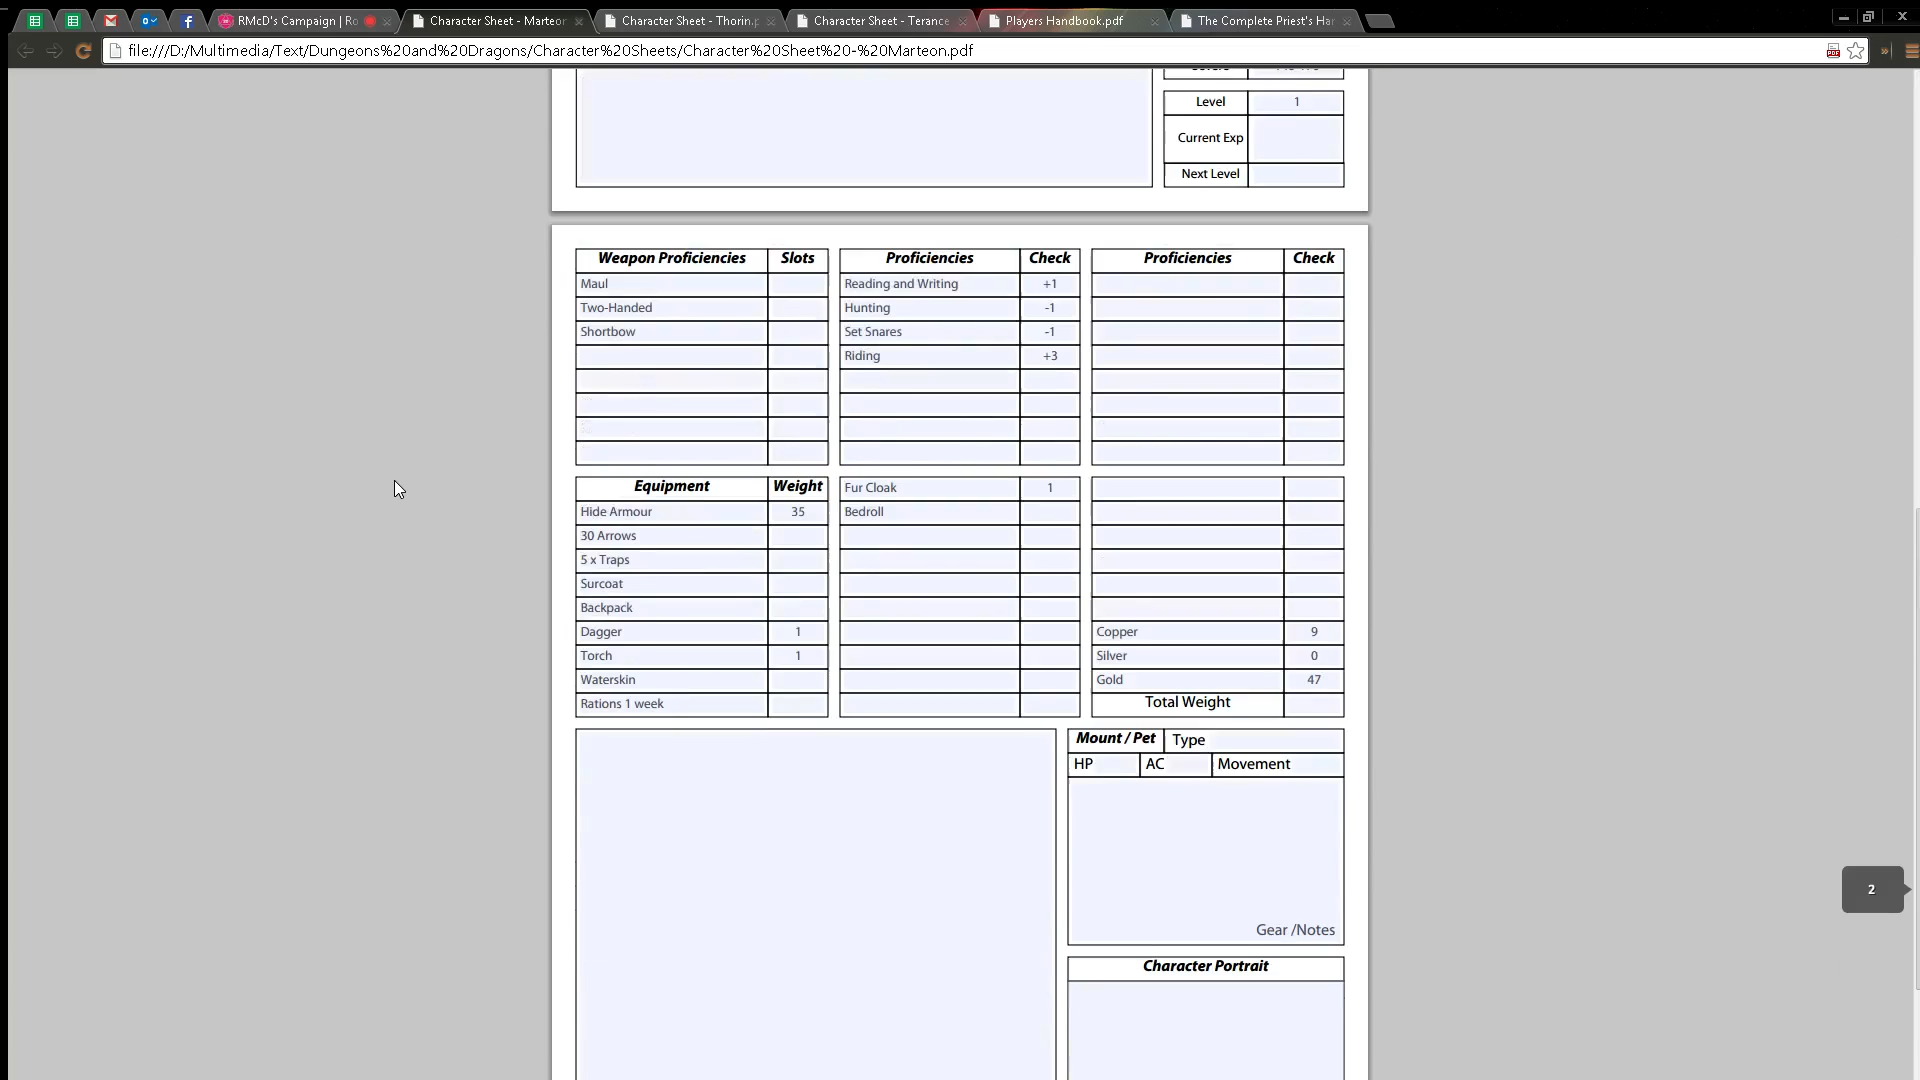 RMcD's Campaign | Ro
Character Sheet - Marteor
Character Sheet - Thorin.p
Character Sheet - Terance
Players Handbook.pdf
The Complete Priest's Har
file:///D:/Multimedia/Text/Dungeons%20and%20Dragons/Character%20Sheets/Character%20Sheet%20-%20Marteon.pdf
Level 1
Current Exp
Next Level
Weapon Proficiencies Slots Proficiencies Check Proficiencies Check
Maul Reading and Writing +1
Two-Handed Hunting -1
Shortbow Set Snares -1
Riding +3
Equipment Weight Fur Cloak 1
Hide Armour 35 Bedroll
30 Arrows
5 x Traps
Surcoat
Backpack
Dagger 1 Copper 9
Torch 1 Silver 0
Waterskin Gold 47
Rations 1 week Total Weight
Mount / Pet Type
HP AC Movement
2
Gear /Notes
Character Portrait